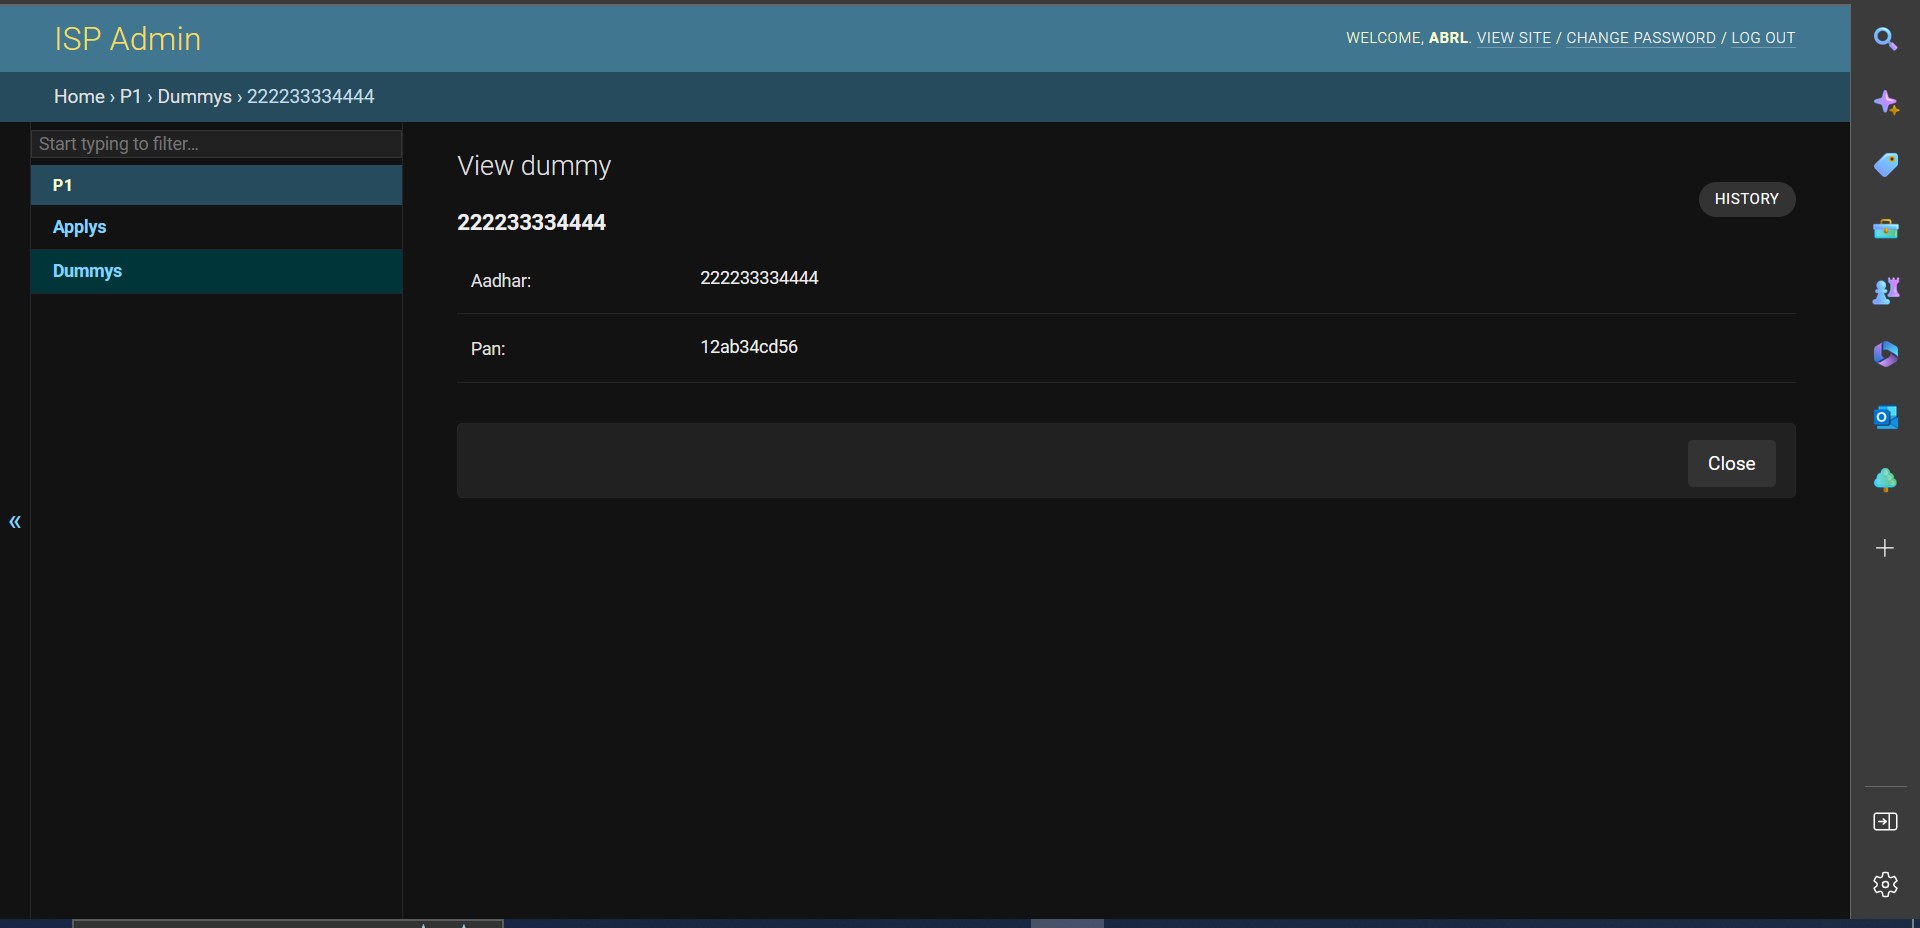 ISP Admin
WELCOME, ABRL. VIEW SITE / CHANGE PASSWORD / LOG OUT
Home › P1 › Dummys › 222233334444
Start typing to filter...
P1
Applys
Dummys
«
View dummy
HISTORY
222233334444
Aadhar: 222233334444
Pan: 12ab34cd56
Close